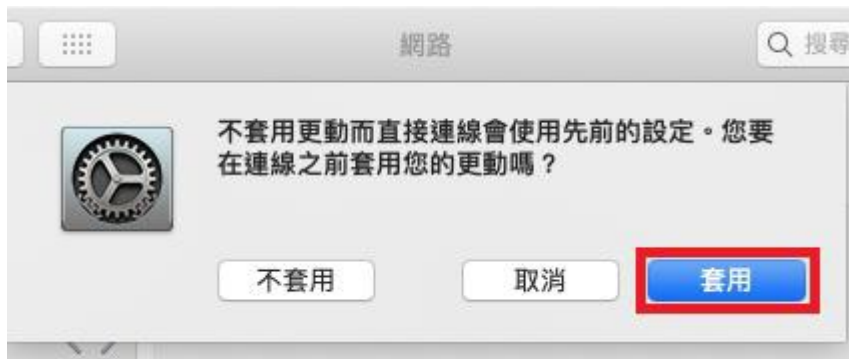 網路
搜尋
不套用更動而直接連線會使用先前的設定。您要
在連線之前套用您的更動嗎？
不套用
取消
套用